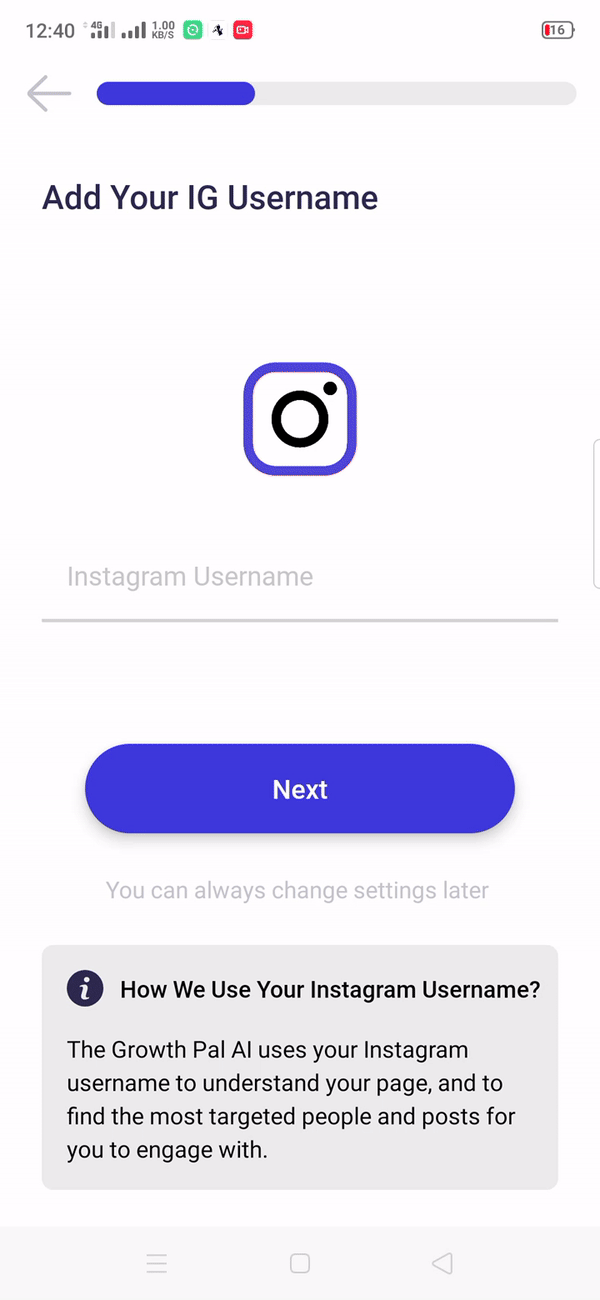 12:40 4G 1.00 KB/S 16
Add Your IG Username
Instagram Username
Next
You can always change settings later
i How We Use Your Instagram Username?
The Growth Pal AI uses your Instagram
username to understand your page, and to
find the most targeted people and posts for
you to engage with.